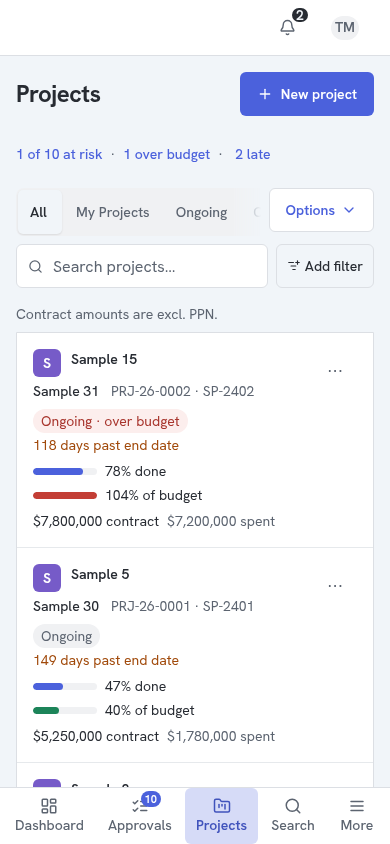 2
TM
Projects
New project
1 of 10 at risk · 1 over budget · 2 late
All My Projects Ongoing
Options
Search projects...
Add filter
Contract amounts are excl. PPN.
S Sample 15
...
Sample 31 PRJ-26-0002 · SP-2402
Ongoing · over budget
118 days past end date
78% done
104% of budget
$7,800,000 contract $7,200,000 spent
S Sample 5
...
Sample 30 PRJ-26-0001 · SP-2401
Ongoing
149 days past end date
47% done
40% of budget
$5,250,000 contract $1,780,000 spent
10
Dashboard Approvals Projects Search More